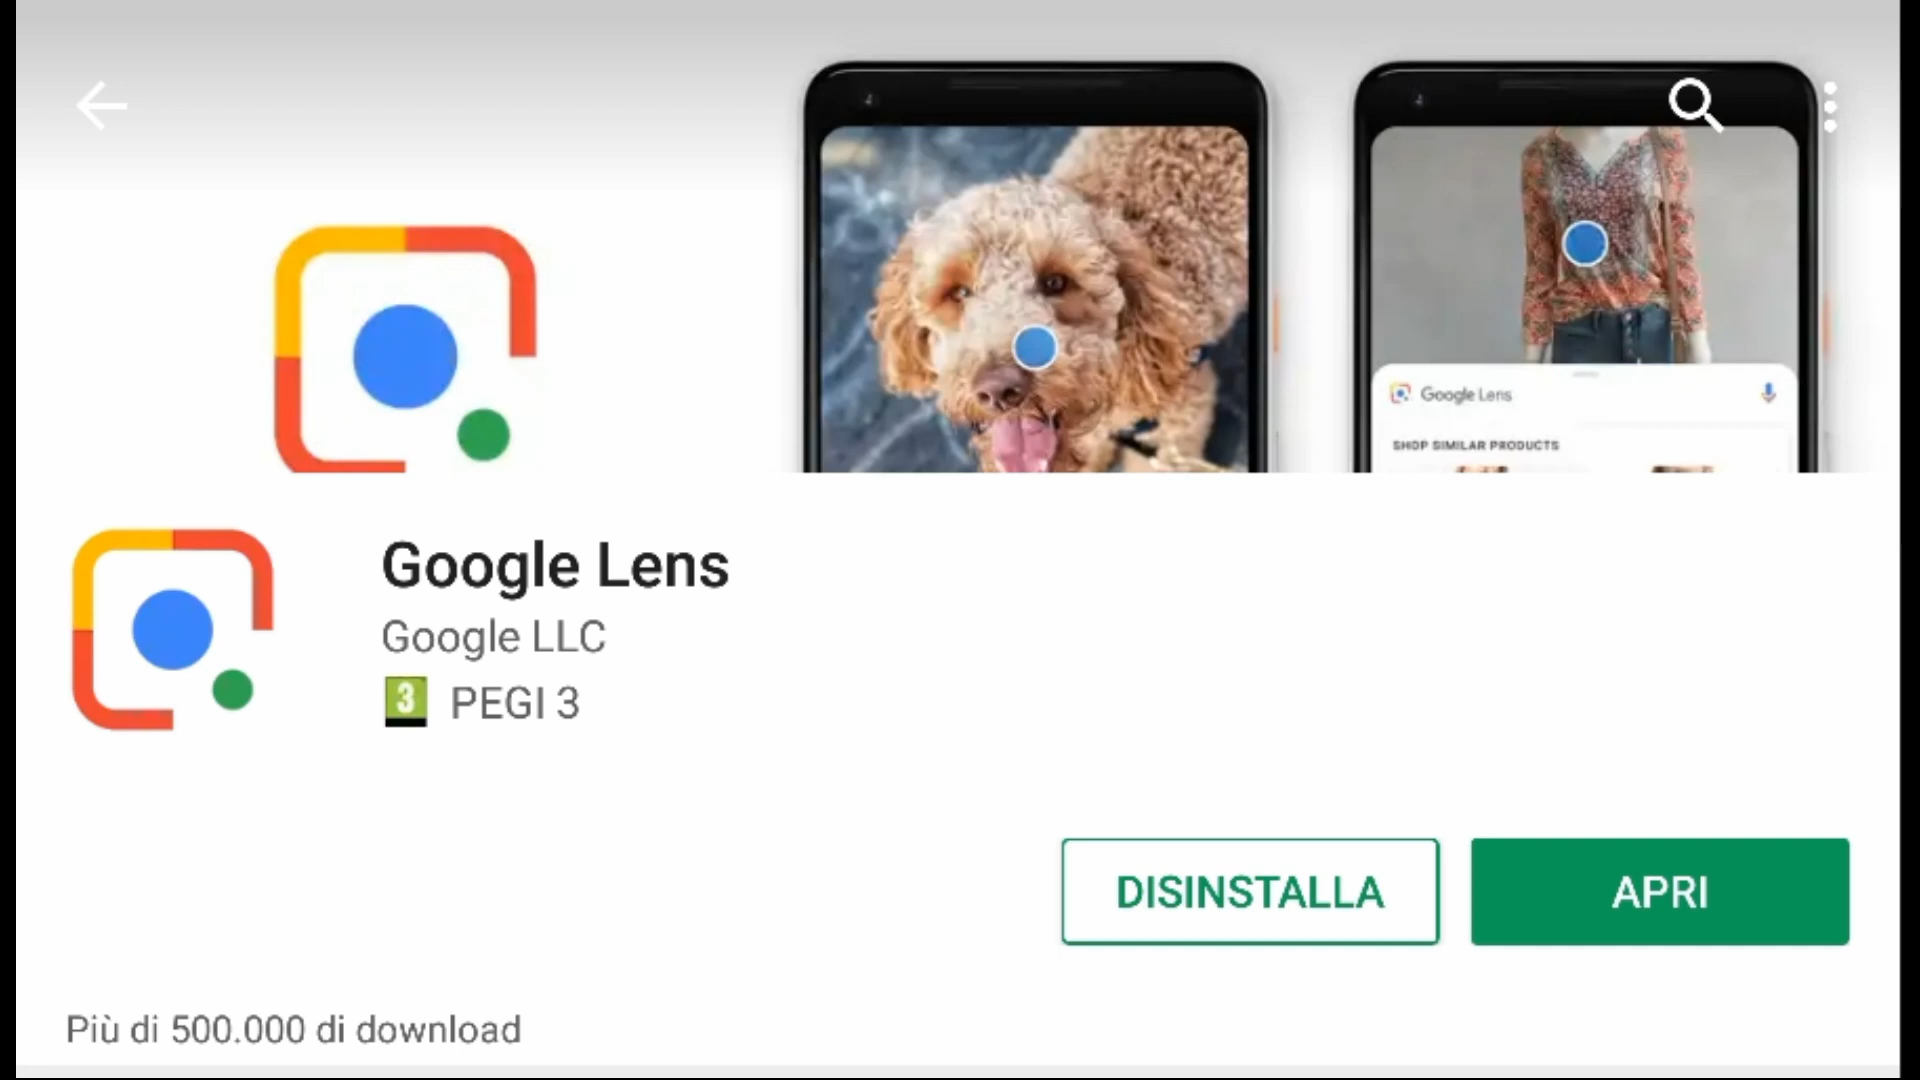 Google Lens
SHOP SIMILAR PRODUCTS
Google Lens
Google LLC
3 PEGI 3
DISINSTALLA
APRI
Più di 500.000 di download